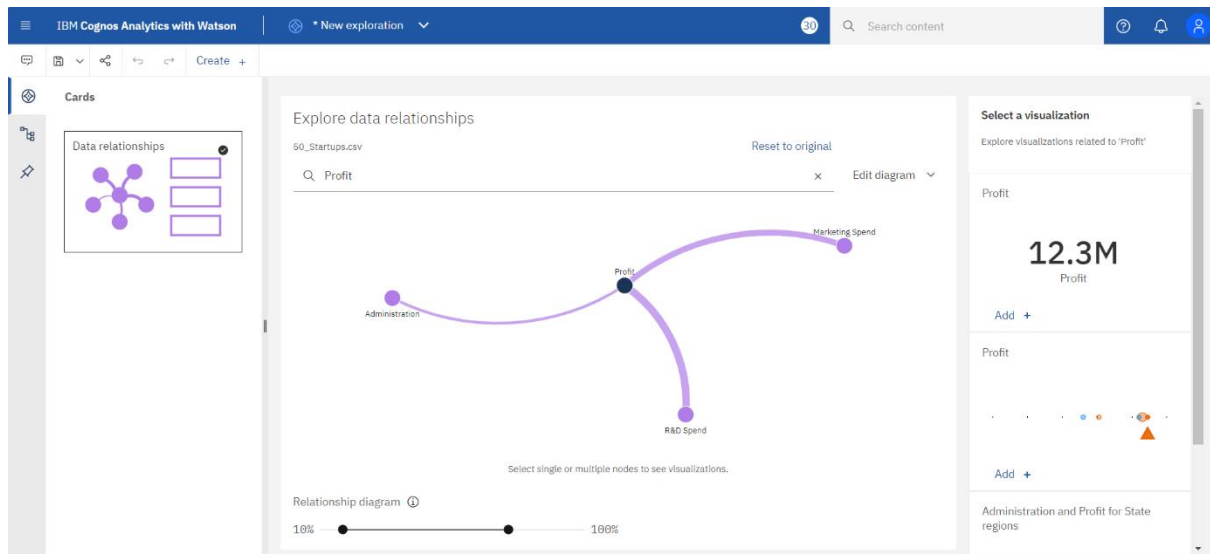 IBM Cognos Analytics with Watson
* New exploration
30
Search content
Create +
Cards
Data relationships
Explore data relationships
50_Startups.csv
Reset to original
Profit
Edit diagram
Marketing Spend
Profit
Administration
R&D Spend
Select single or multiple nodes to see visualizations.
Relationship diagram
10%
100%
Select a visualization
Explore visualizations related to 'Profit'
Profit
12.3M
Profit
Add +
Profit
Add +
Administration and Profit for State
regions